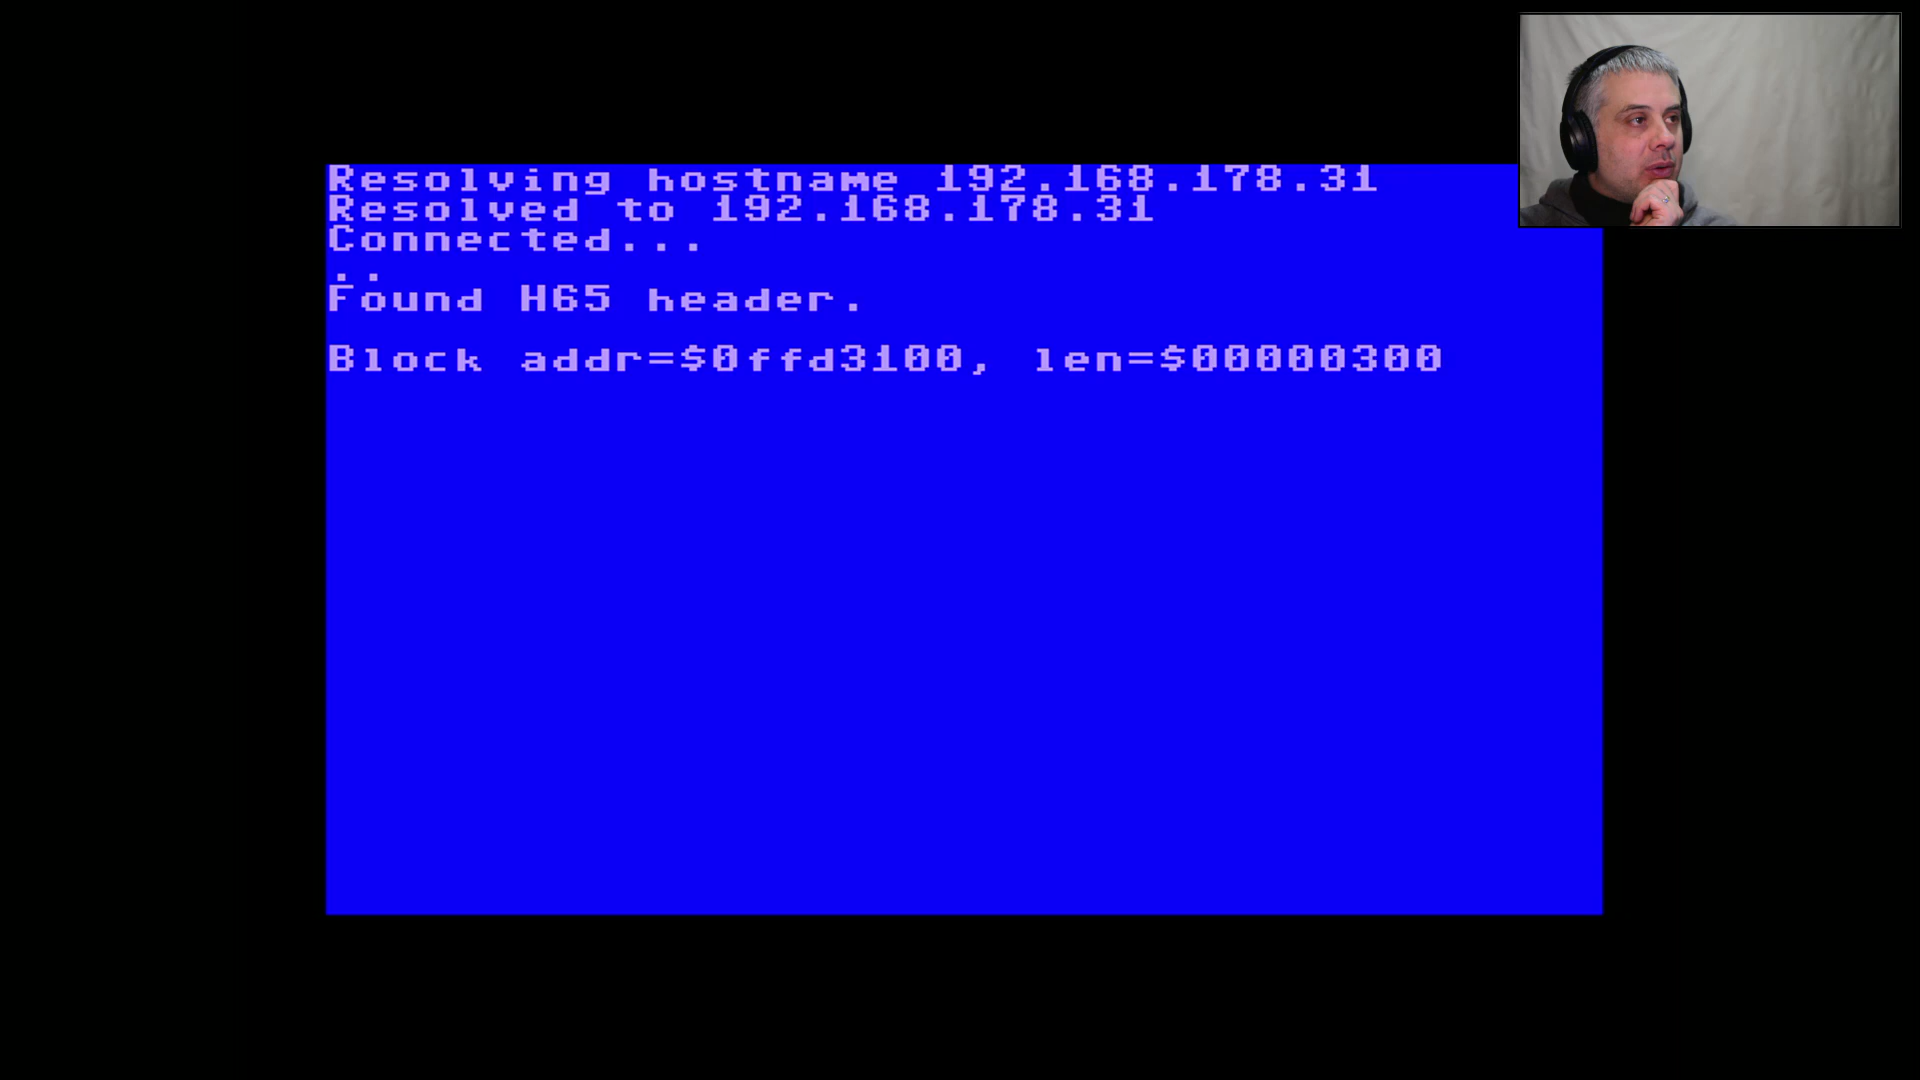 Resolving hostname 192.168.178.31
Resolved to 192.168.178.31
Connected...
..
Found H65 header.
Block addr=$0ffd3100, len=$00000300